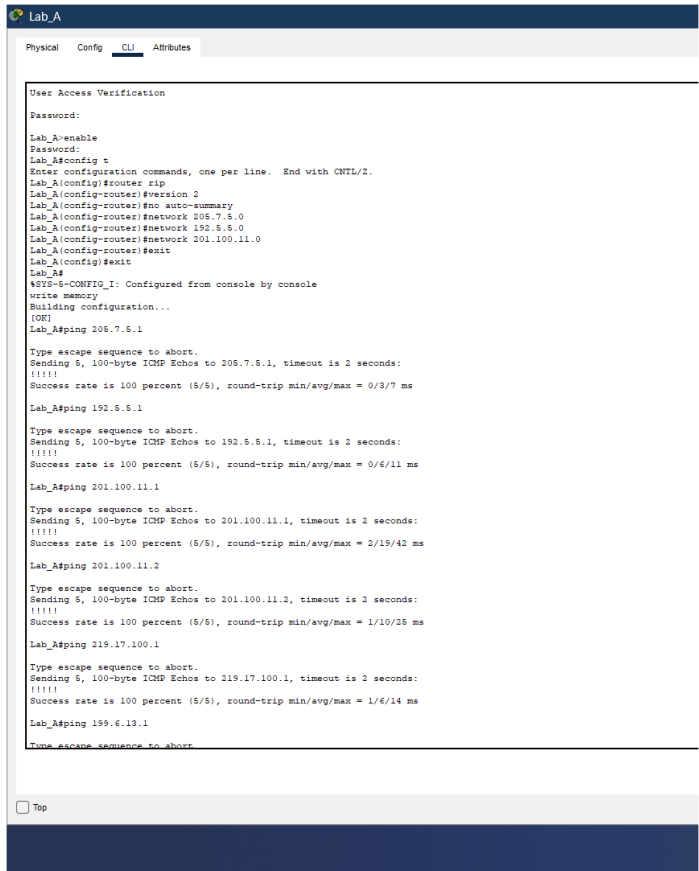 Lab_A
Physical Config CLI Attributes
User Access Verification
Password:
Lab_A>enable
Password:
Lab_A#config t
Enter configuration commands, one per line.  End with CNTL/Z.
Lab_A(config)#router rip
Lab_A(config-router)#version 2
Lab_A(config-router)#no auto-summary
Lab_A(config-router)#network 205.7.5.0
Lab_A(config-router)#network 192.5.5.0
Lab_A(config-router)#network 201.100.11.0
Lab_A(config-router)#exit
Lab_A(config)#exit
Lab_A#
%SYS-5-CONFIG_I: Configured from console by console
write memory
Building configuration...
[OK]
Lab_A#ping 205.7.5.1
Type escape sequence to abort.
Sending 5, 100-byte ICMP Echos to 205.7.5.1, timeout is 2 seconds:
!!!!!
Success rate is 100 percent (5/5), round-trip min/avg/max = 0/3/7 ms
Lab_A#ping 192.5.5.1
Type escape sequence to abort.
Sending 5, 100-byte ICMP Echos to 192.5.5.1, timeout is 2 seconds:
!!!!!
Success rate is 100 percent (5/5), round-trip min/avg/max = 0/6/11 ms
Lab_A#ping 201.100.11.1
Type escape sequence to abort.
Sending 5, 100-byte ICMP Echos to 201.100.11.1, timeout is 2 seconds:
!!!!!
Success rate is 100 percent (5/5), round-trip min/avg/max = 2/19/42 ms
Lab_A#ping 201.100.11.2
Type escape sequence to abort.
Sending 5, 100-byte ICMP Echos to 201.100.11.2, timeout is 2 seconds:
!!!!!
Success rate is 100 percent (5/5), round-trip min/avg/max = 1/10/25 ms
Lab_A#ping 219.17.100.1
Type escape sequence to abort.
Sending 5, 100-byte ICMP Echos to 219.17.100.1, timeout is 2 seconds:
!!!!!
Success rate is 100 percent (5/5), round-trip min/avg/max = 1/6/14 ms
Lab_A#ping 199.6.13.1
Type escape sequence to abort.
Top